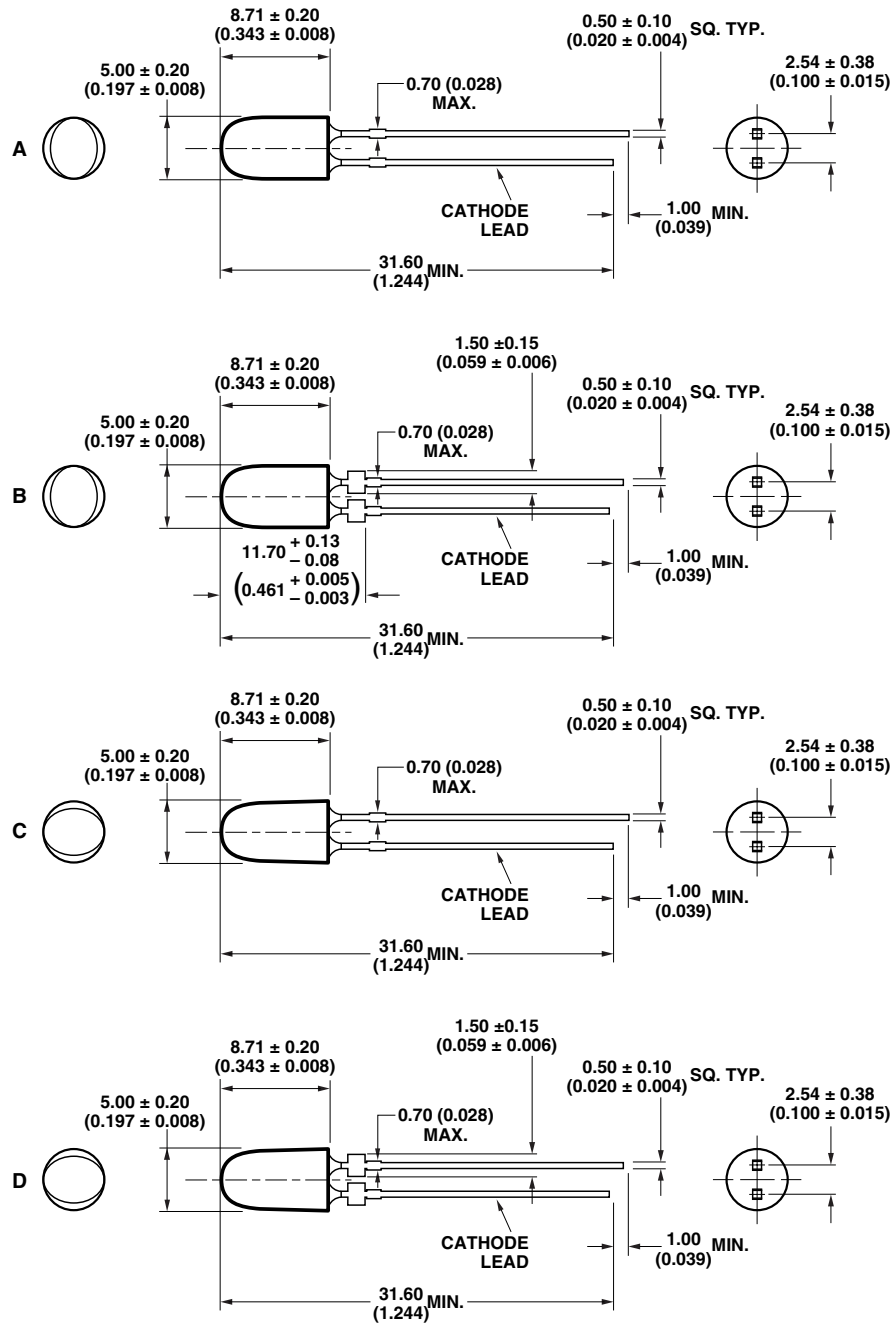 8.71 ± 0.20
(0.343 ± 0.008)
0.50 ± 0.10
(0.020 ± 0.004) SQ. TYP.
5.00 ± 0.20
(0.197 ± 0.008)
0.70 (0.028)
MAX.
2.54 ± 0.38
(0.100 ± 0.015)
A
CATHODE
LEAD
1.00 MIN.
(0.039)
31.60 MIN.
(1.244)
1.50 ±0.15
(0.059 ± 0.006)
8.71 ± 0.20
(0.343 ± 0.008)
0.50 ± 0.10
(0.020 ± 0.004) SQ. TYP.
5.00 ± 0.20
(0.197 ± 0.008)
0.70 (0.028)
MAX.
2.54 ± 0.38
(0.100 ± 0.015)
B
11.70 + 0.13
- 0.08
(0.461 + 0.005
- 0.003)
CATHODE
LEAD
1.00 MIN.
(0.039)
31.60 MIN.
(1.244)
8.71 ± 0.20
(0.343 ± 0.008)
0.50 ± 0.10
(0.020 ± 0.004) SQ. TYP.
5.00 ± 0.20
(0.197 ± 0.008)
0.70 (0.028)
MAX.
2.54 ± 0.38
(0.100 ± 0.015)
C
CATHODE
LEAD
1.00 MIN.
(0.039)
31.60 MIN.
(1.244)
1.50 ±0.15
(0.059 ± 0.006)
8.71 ± 0.20
(0.343 ± 0.008)
0.50 ± 0.10
(0.020 ± 0.004) SQ. TYP.
5.00 ± 0.20
(0.197 ± 0.008)
0.70 (0.028)
MAX.
2.54 ± 0.38
(0.100 ± 0.015)
D
CATHODE
LEAD
1.00 MIN.
(0.039)
31.60 MIN.
(1.244)